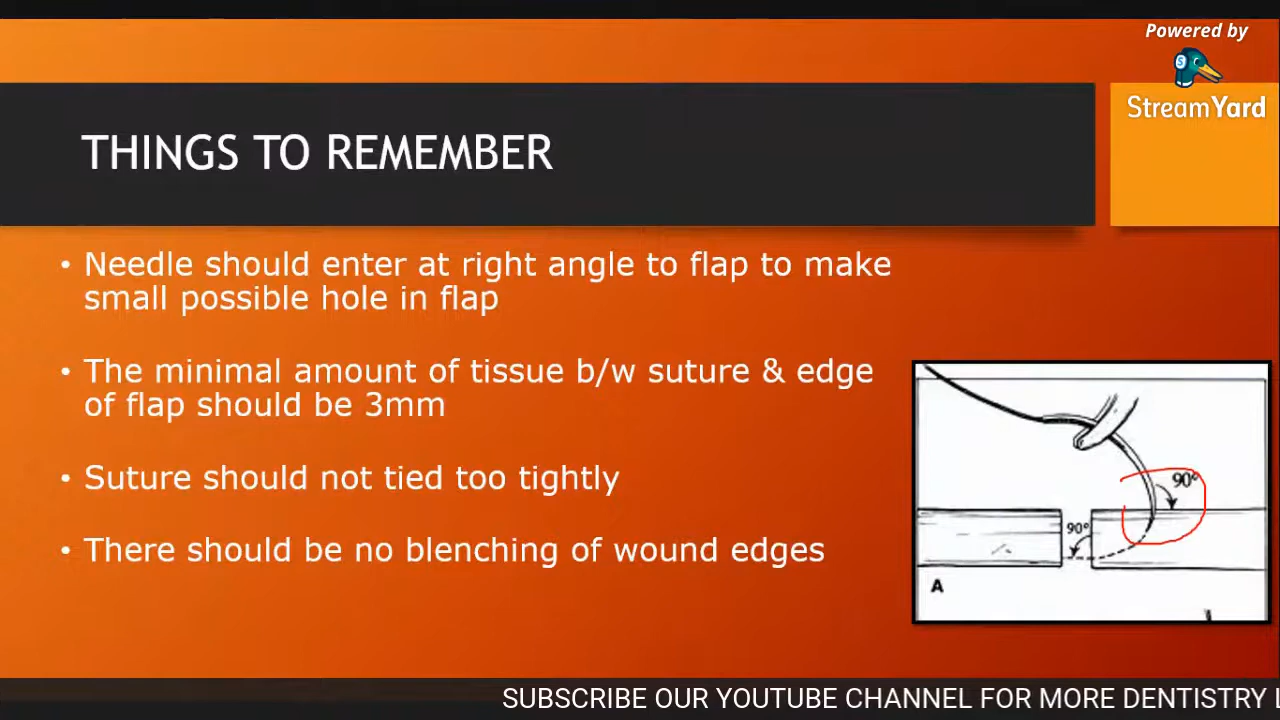 Powered by
StreamYard
THINGS TO REMEMBER
• Needle should enter at right angle to flap to make
small possible hole in flap
• The minimal amount of tissue b/w suture & edge
of flap should be 3mm
• Suture should not tied too tightly
• There should be no blenching of wound edges
90°
90°
A
SUBSCRIBE OUR YOUTUBE CHANNEL FOR MORE DENTISTRY